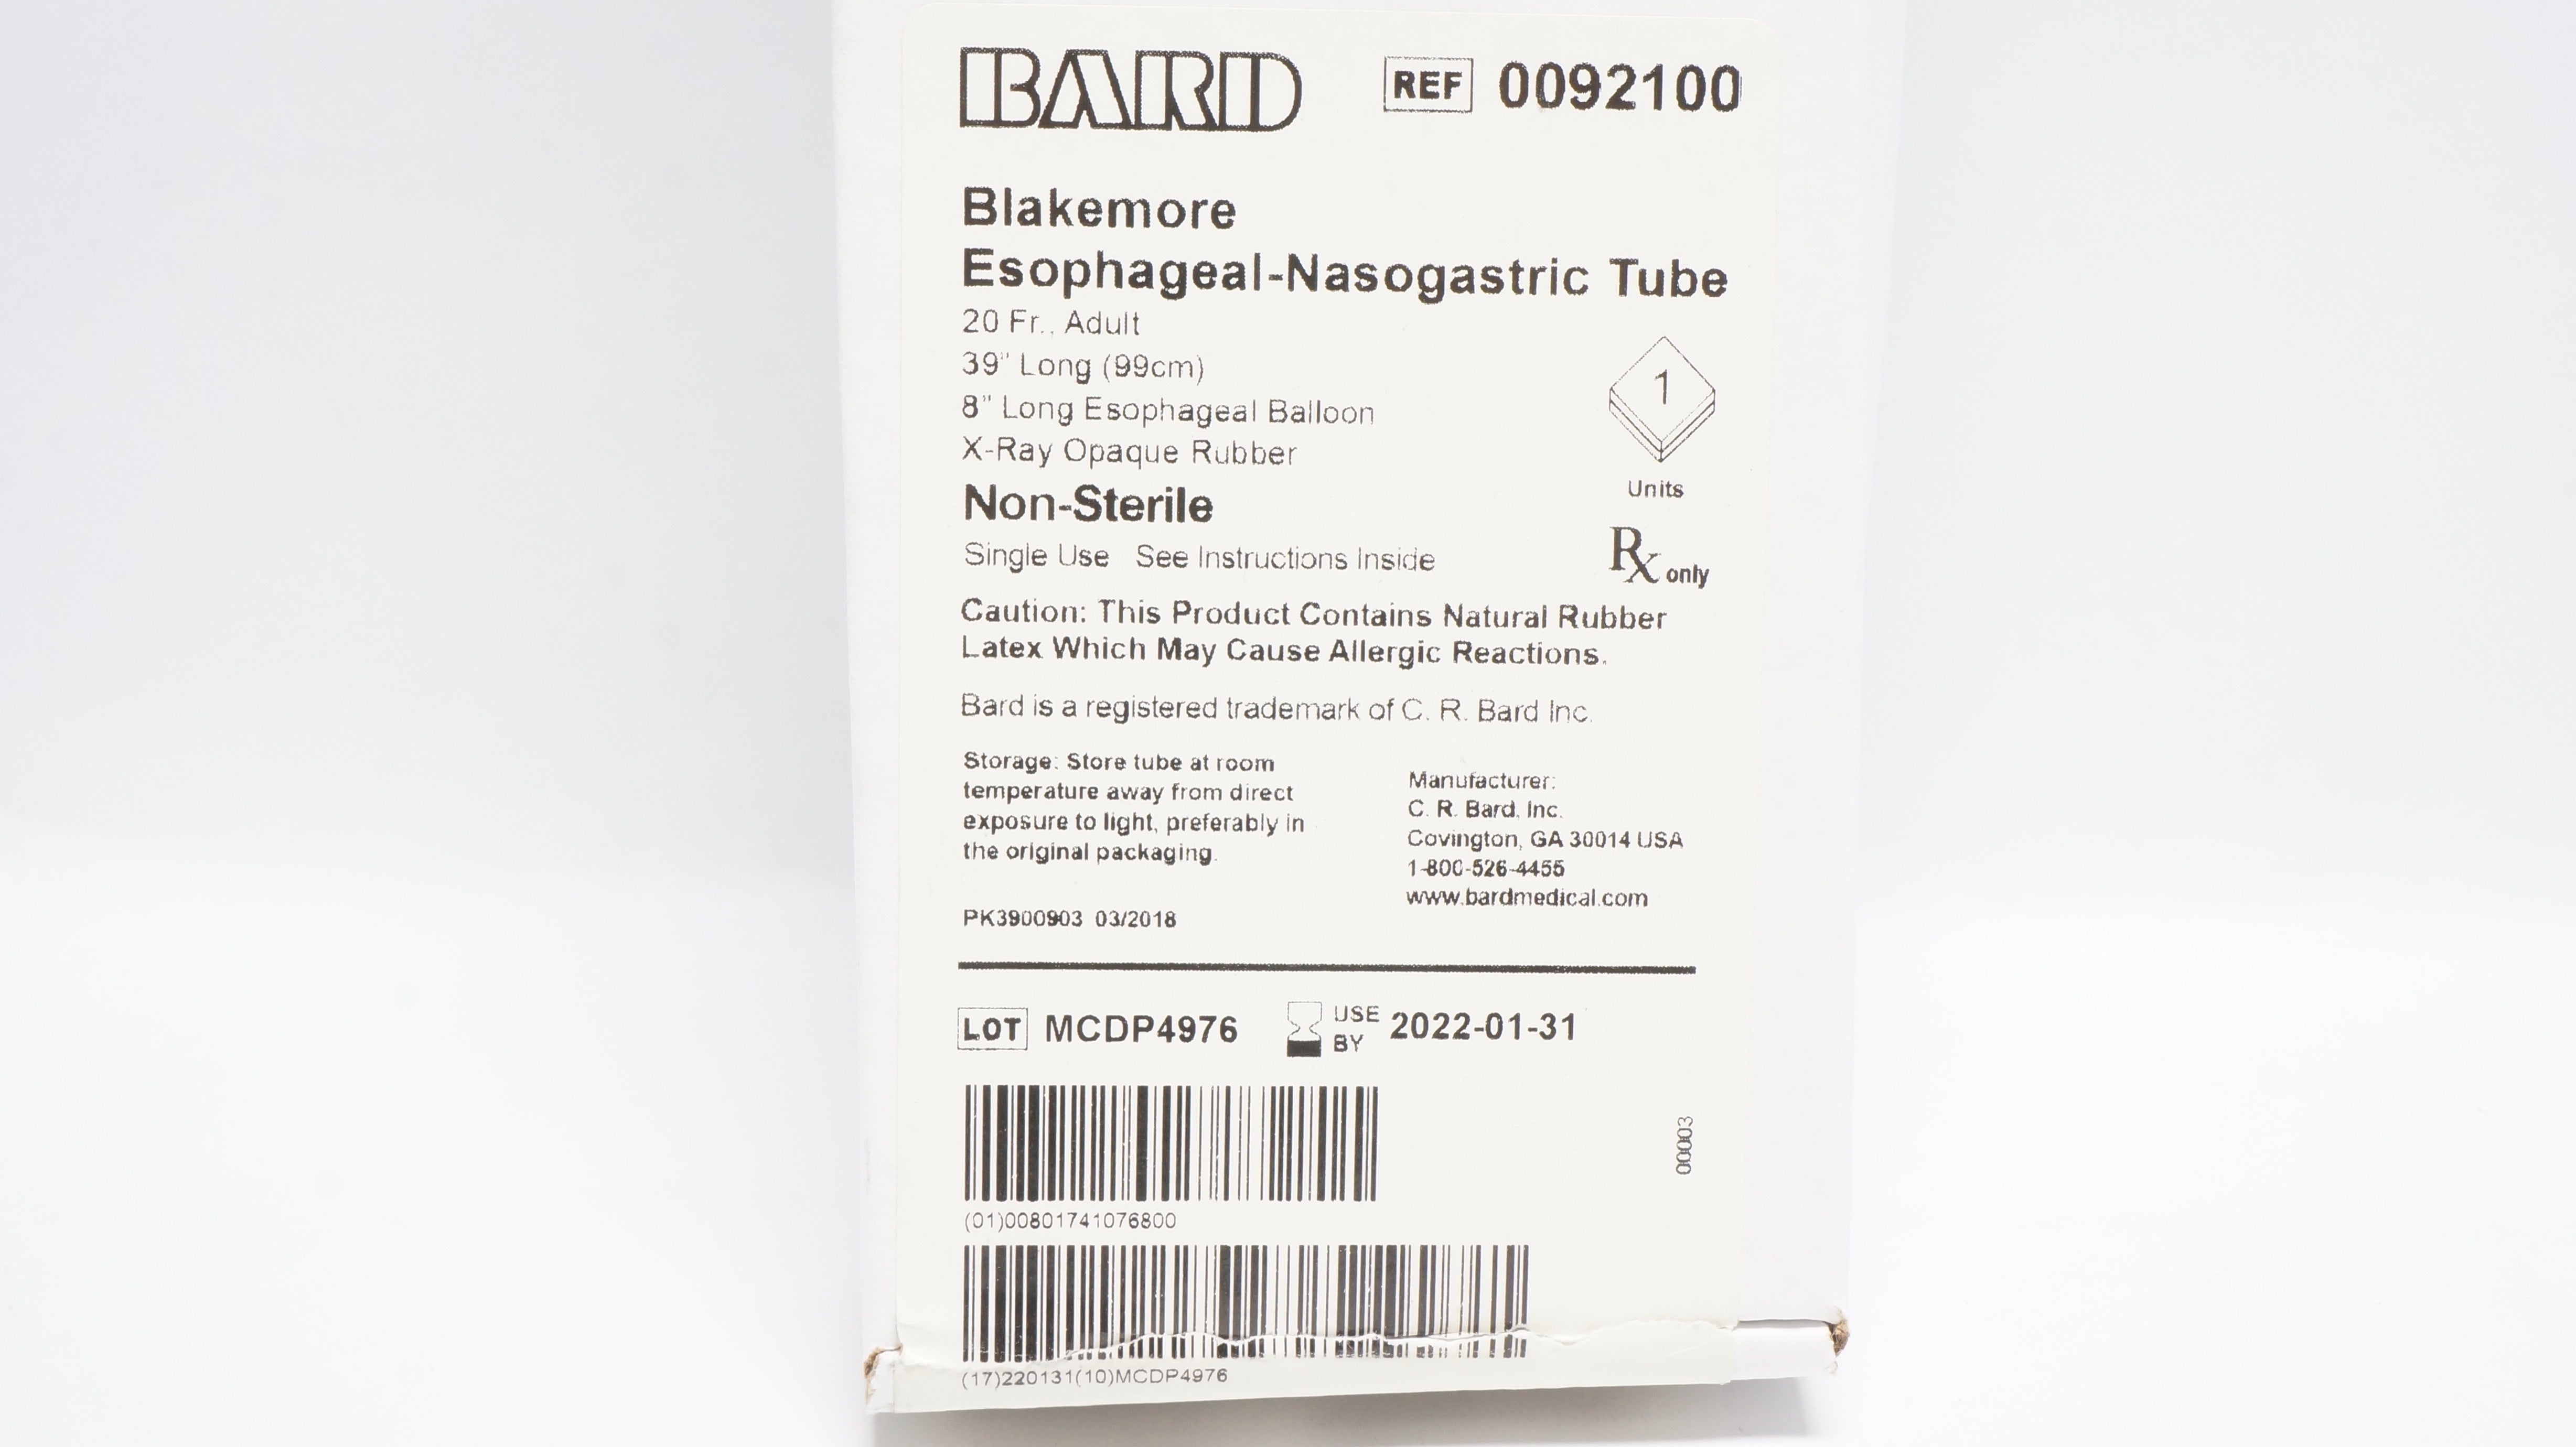 BARD
REF 0092100
Blakemore
Esophageal-Nasogastric Tube
20 Fr., Adult
39" Long (99cm)
8" Long Esophageal Balloon
X-Ray Opaque Rubber
1
Units
Non-Sterile
Single Use See Instructions Inside
Rx only
Caution: This Product Contains Natural Rubber
Latex Which May Cause Allergic Reactions.
Bard is a registered trademark of C. R. Bard Inc.
Storage: Store tube at room
temperature away from direct
exposure to light, preferably in
the original packaging.
Manufacturer:
C. R. Bard, Inc.
Covington, GA 30014 USA
1-800-526-4455
www.bardmedical.com
PK3900903 03/2018
LOT MCDP4976 USE BY 2022-01-31
00003
(01)00801741076800
(17)220131(10)MCDP4976